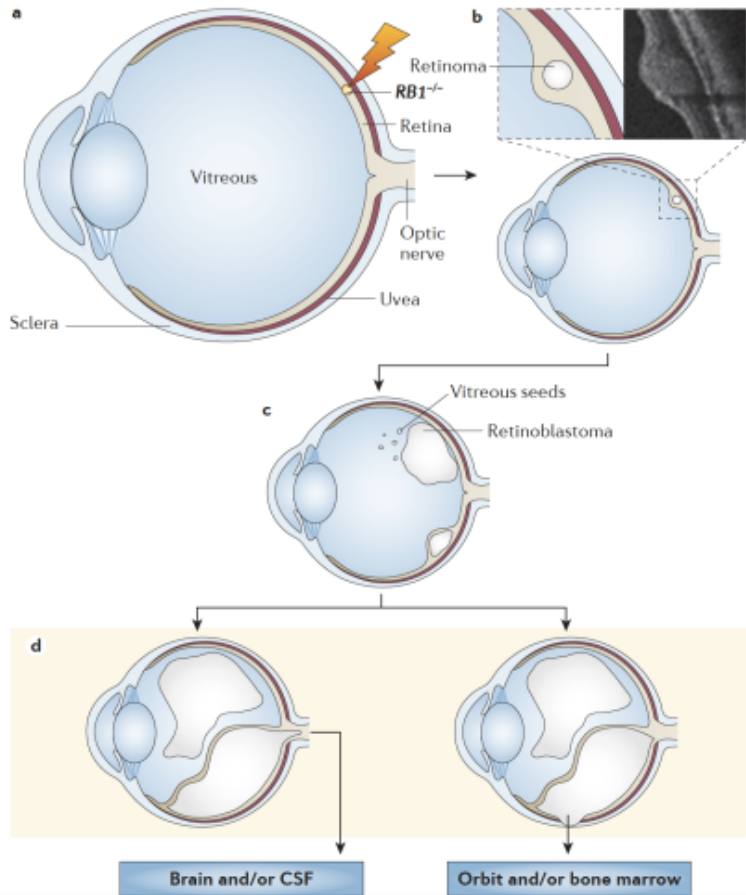 a
RB1-/-
Retina
Vitreous
Optic
nerve
Uvea
Sclera
b
Retinoma
c
Vitreous seeds
Retinoblastoma
d
Brain and/or CSF
Orbit and/or bone marrow